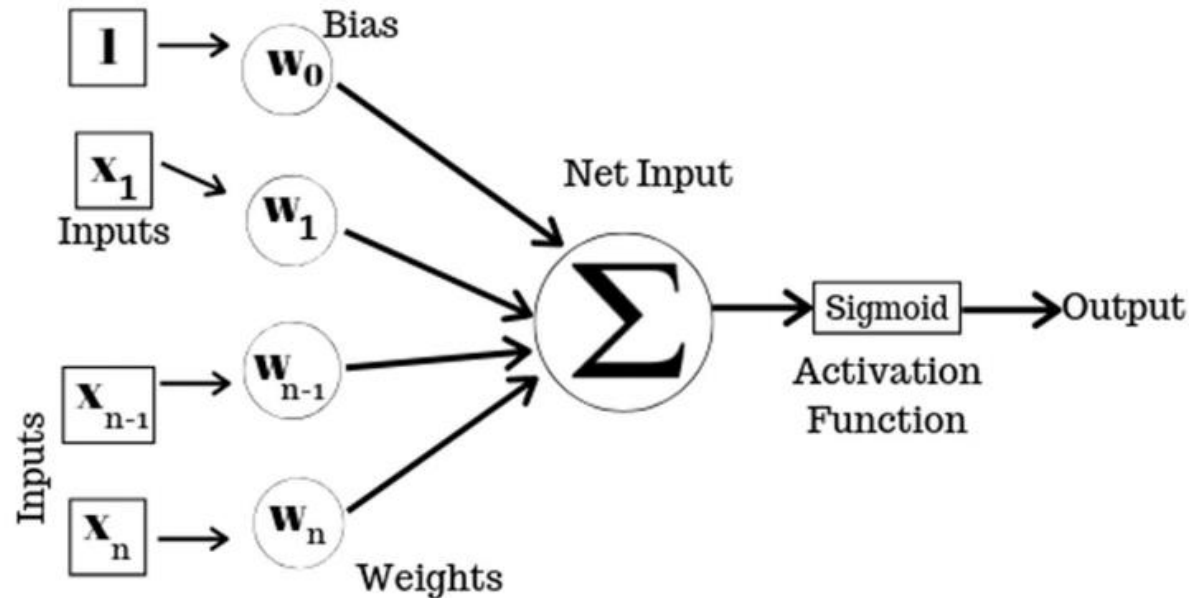 1
w0
Bias
x1
w1
Inputs
Net Input
Σ
Sigmoid
Output
Activation
Function
xn-1
wn-1
Inputs
xn
wn
Weights